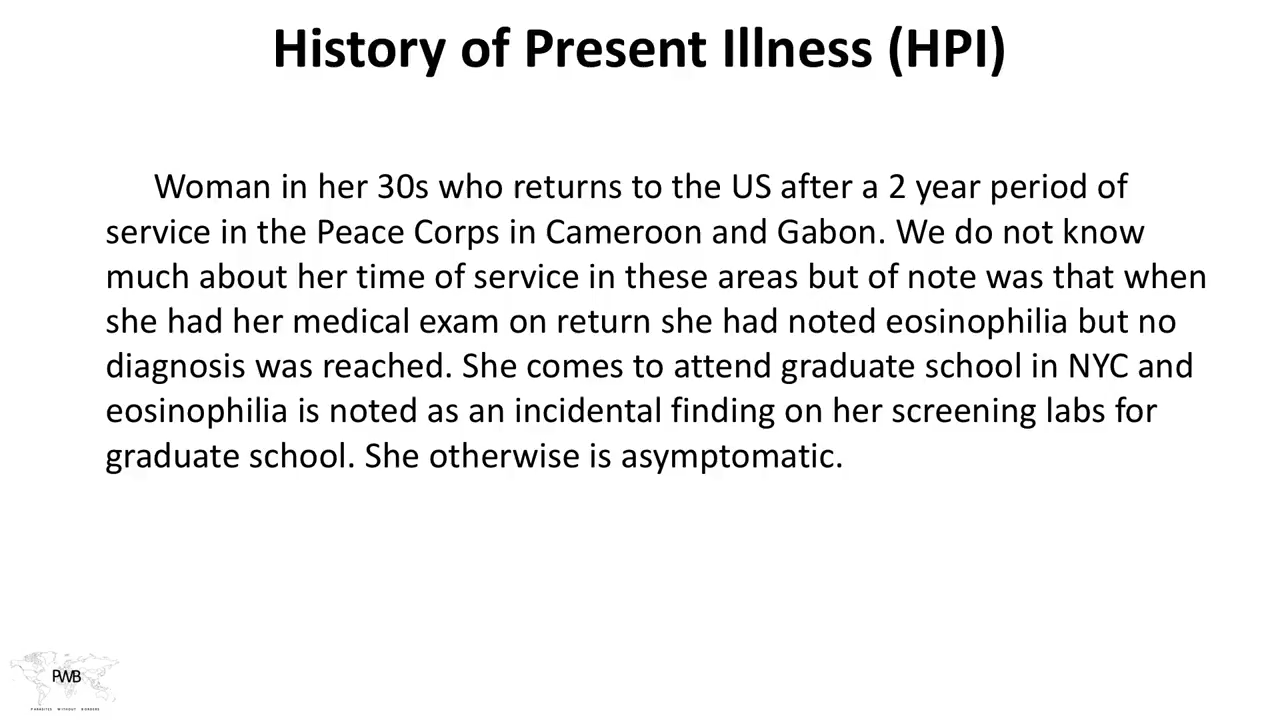 History of Present Illness (HPI)
Woman in her 30s who returns to the US after a 2 year period of
service in the Peace Corps in Cameroon and Gabon. We do not know
much about her time of service in these areas but of note was that when
she had her medical exam on return she had noted eosinophilia but no
diagnosis was reached. She comes to attend graduate school in NYC and
eosinophilia is noted as an incidental finding on her screening labs for
graduate school. She otherwise is asymptomatic.
PWB
PARASITES WITHOUT BORDERS